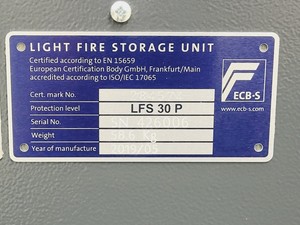 LIGHT FIRE STORAGE UNIT
Certified according to EN 15659
European Certification Body GmbH, Frankfurt/Main
accredited according to ISO/IEC 17065
Cert. mark No.
Protection level LFS 30 P
Serial No.
Weight
Year of manufacture
ECB·S
www.ecb-s.com